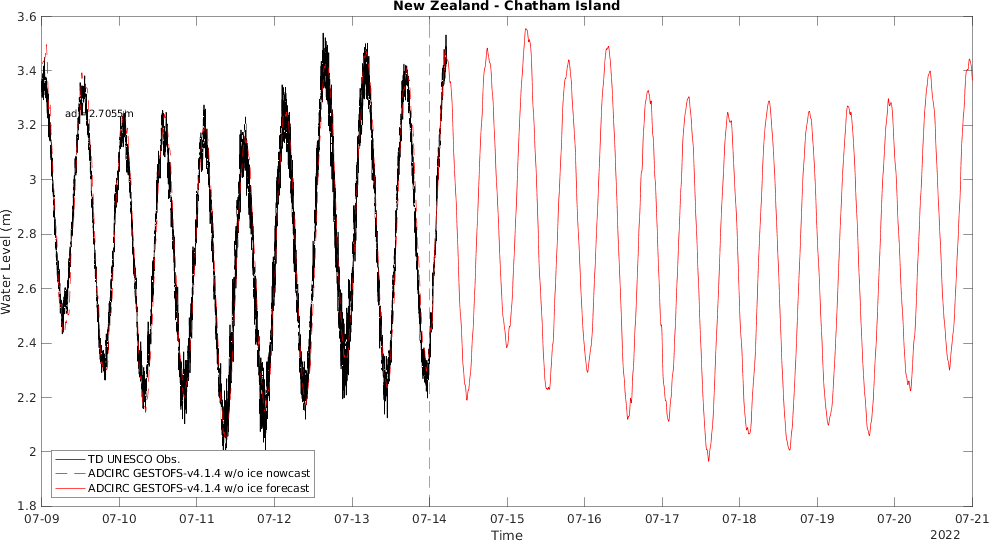 New Zealand - Chatham Island
3.6
3.4
3.2
3
2.8
2.6
2.4
2.2
2
1.8
Water Level (m)
TD UNESCO Obs.
ADCIRC GESTOFS-v4.1.4 w/o ice nowcast
ADCIRC GESTOFS-v4.1.4 w/o ice forecast
07-09 07-10 07-11 07-12 07-13 07-14 07-15 07-16 07-17 07-18 07-19 07-20 07-21
Time
2022